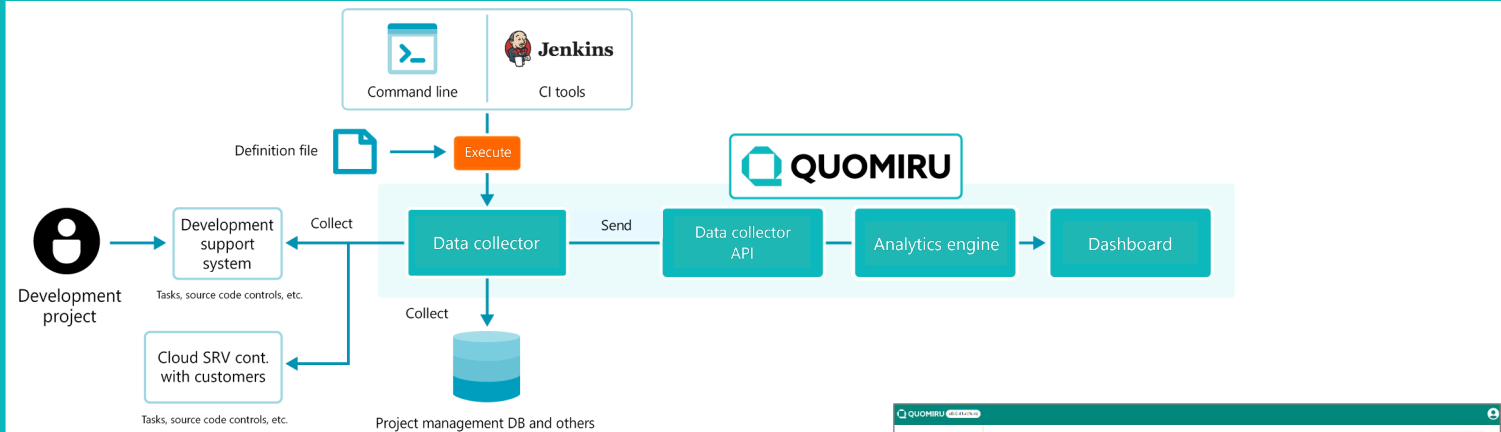 Jenkins
Command line
CI tools
Definition file
Execute
QUOMIRU
Development
support
system
Collect
Data collector
Send
Data collector
API
Analytics engine
Dashboard
Development
project
Tasks, source code controls, etc.
Collect
Cloud SRV cont.
with customers
Tasks, source code controls, etc.
Project management DB and others
QUOMIRU